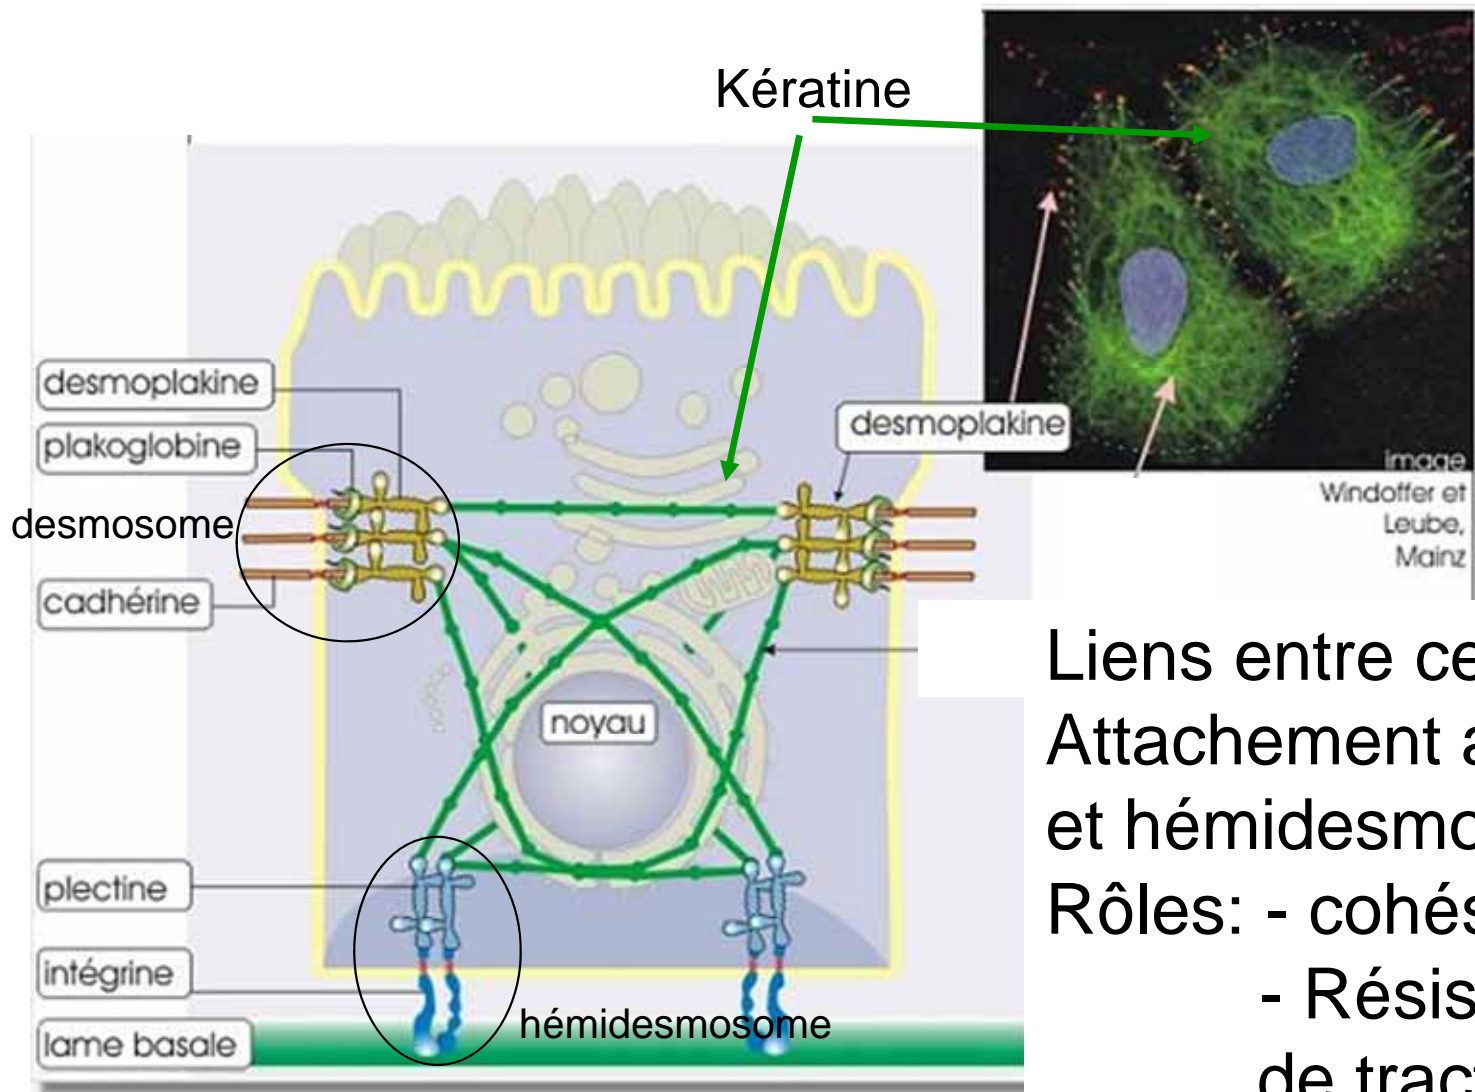 Kératine
desmoplakine
plakoglobine
desmosome
cadhérine
desmoplakine
image
Windoffer et
Leube,
Mainz
noyau
Liens entre ce
Attachement a
et hémidesmo
Rôles: - cohés
- Résis
de tract
plectine
intégrine
hémidesmosome
lame basale